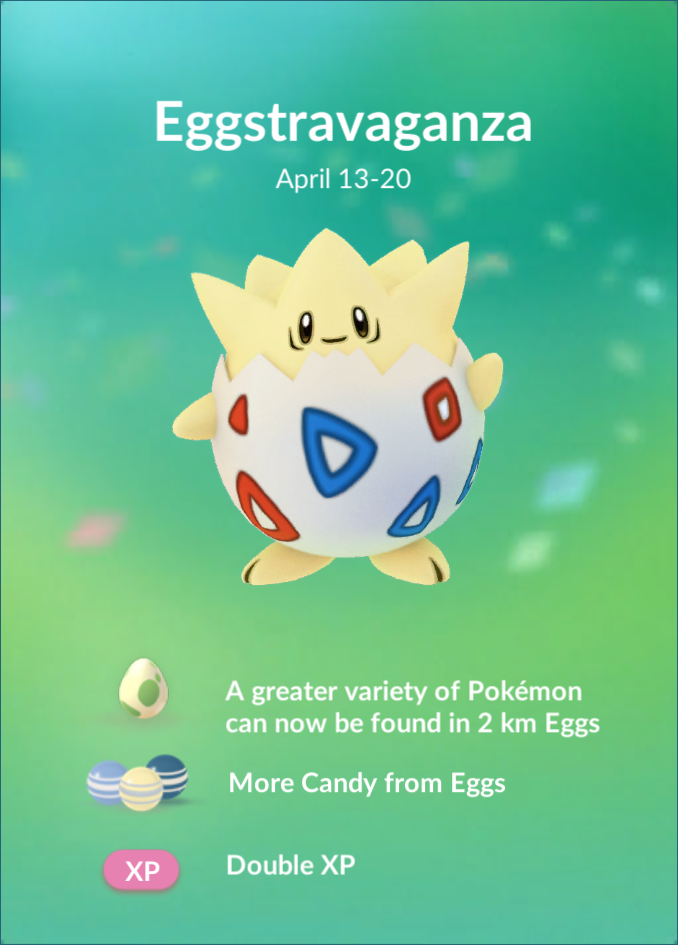 Eggstravaganza
April 13-20
A greater variety of Pokémon
can now be found in 2 km Eggs
More Candy from Eggs
XP
Double XP